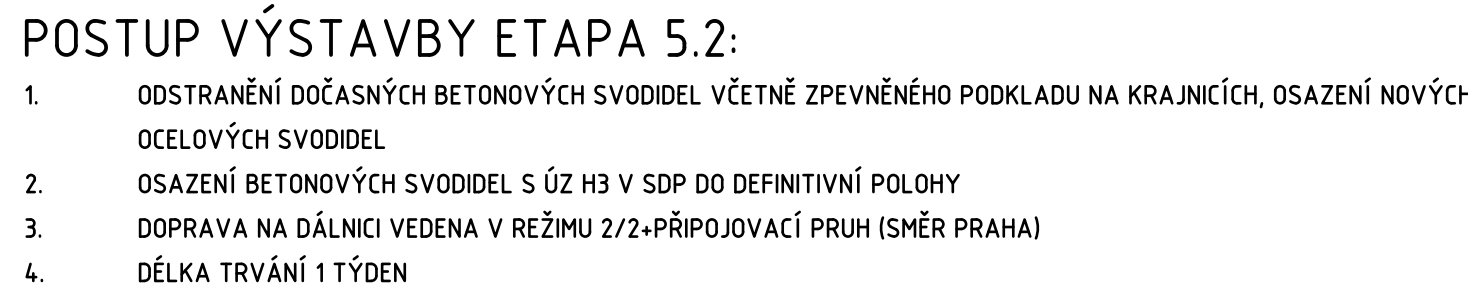 POSTUP VÝSTAVBY ETAPA 5.2:
1. ODSTRANĚNÍ DOČASNÝCH BETONOVÝCH SVODIDEL VČETNĚ ZPEVNĚNÉHO PODKLADU NA KRAJNICÍCH, OSAZENÍ NOVÝCH
OCELOVÝCH SVODIDEL
2. OSAZENÍ BETONOVÝCH SVODIDEL S ÚZ H3 V SDP DO DEFINITIVNÍ POLOHY
3. DOPRAVA NA DÁLNICI VEDENA V REŽIMU 2/2+PŘIPOJOVACÍ PRUH (SMĚR PRAHA)
4. DÉLKA TRVÁNÍ 1 TÝDEN